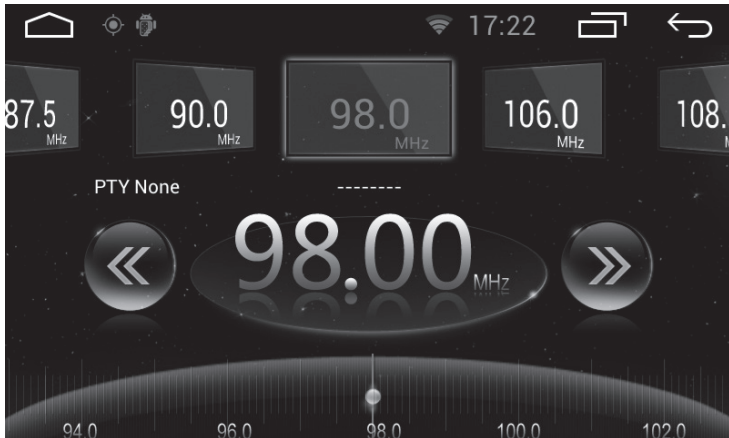 17:22
87.5 MHz 90.0 MHz 98.0 MHz 106.0 MHz 108.
PTY None --------
98.00 MHz
94.0 96.0 98.0 100.0 102.0